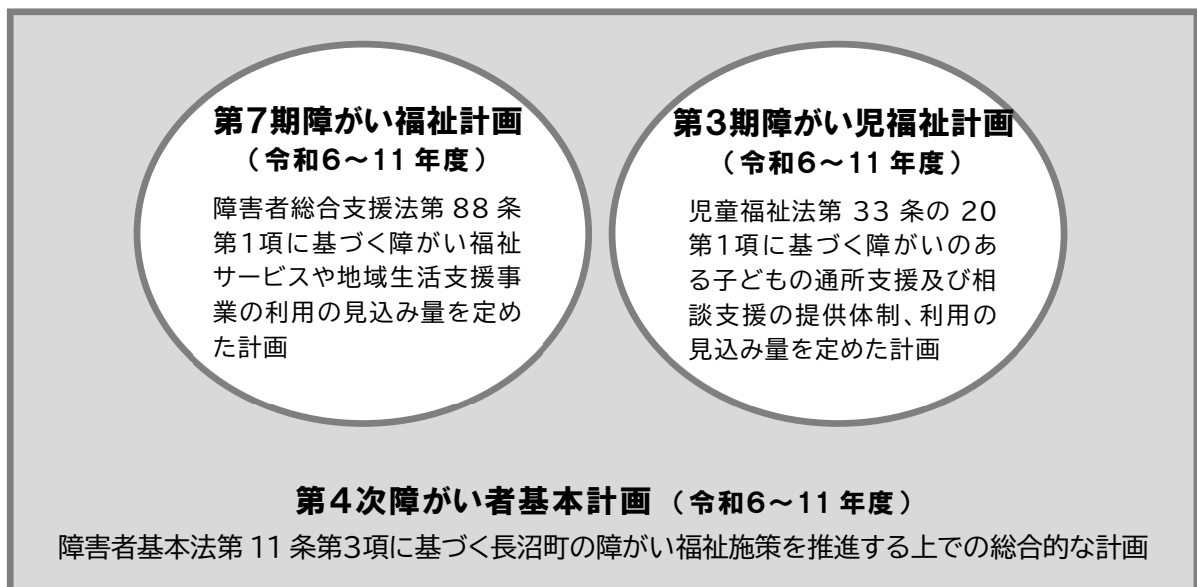 第7期障がい福祉計画
(令和6~11年度)
障害者総合支援法第 88 条
第1項に基づく障がい福祉
サービスや地域生活支援事
業の利用の見込み量を定め
た計画
第3期障がい児福祉計画
(令和6~11年度)
児童福祉法第 33 条の 20
第1項に基づく障がいのあ
る子どもの通所支援及び相
談支援の提供体制、利用の
見込み量を定めた計画
第4次障がい者基本計画 (令和6~11年度)
障害者基本法第 11 条第3項に基づく長沼町の障がい福祉施策を推進する上での総合的な計画